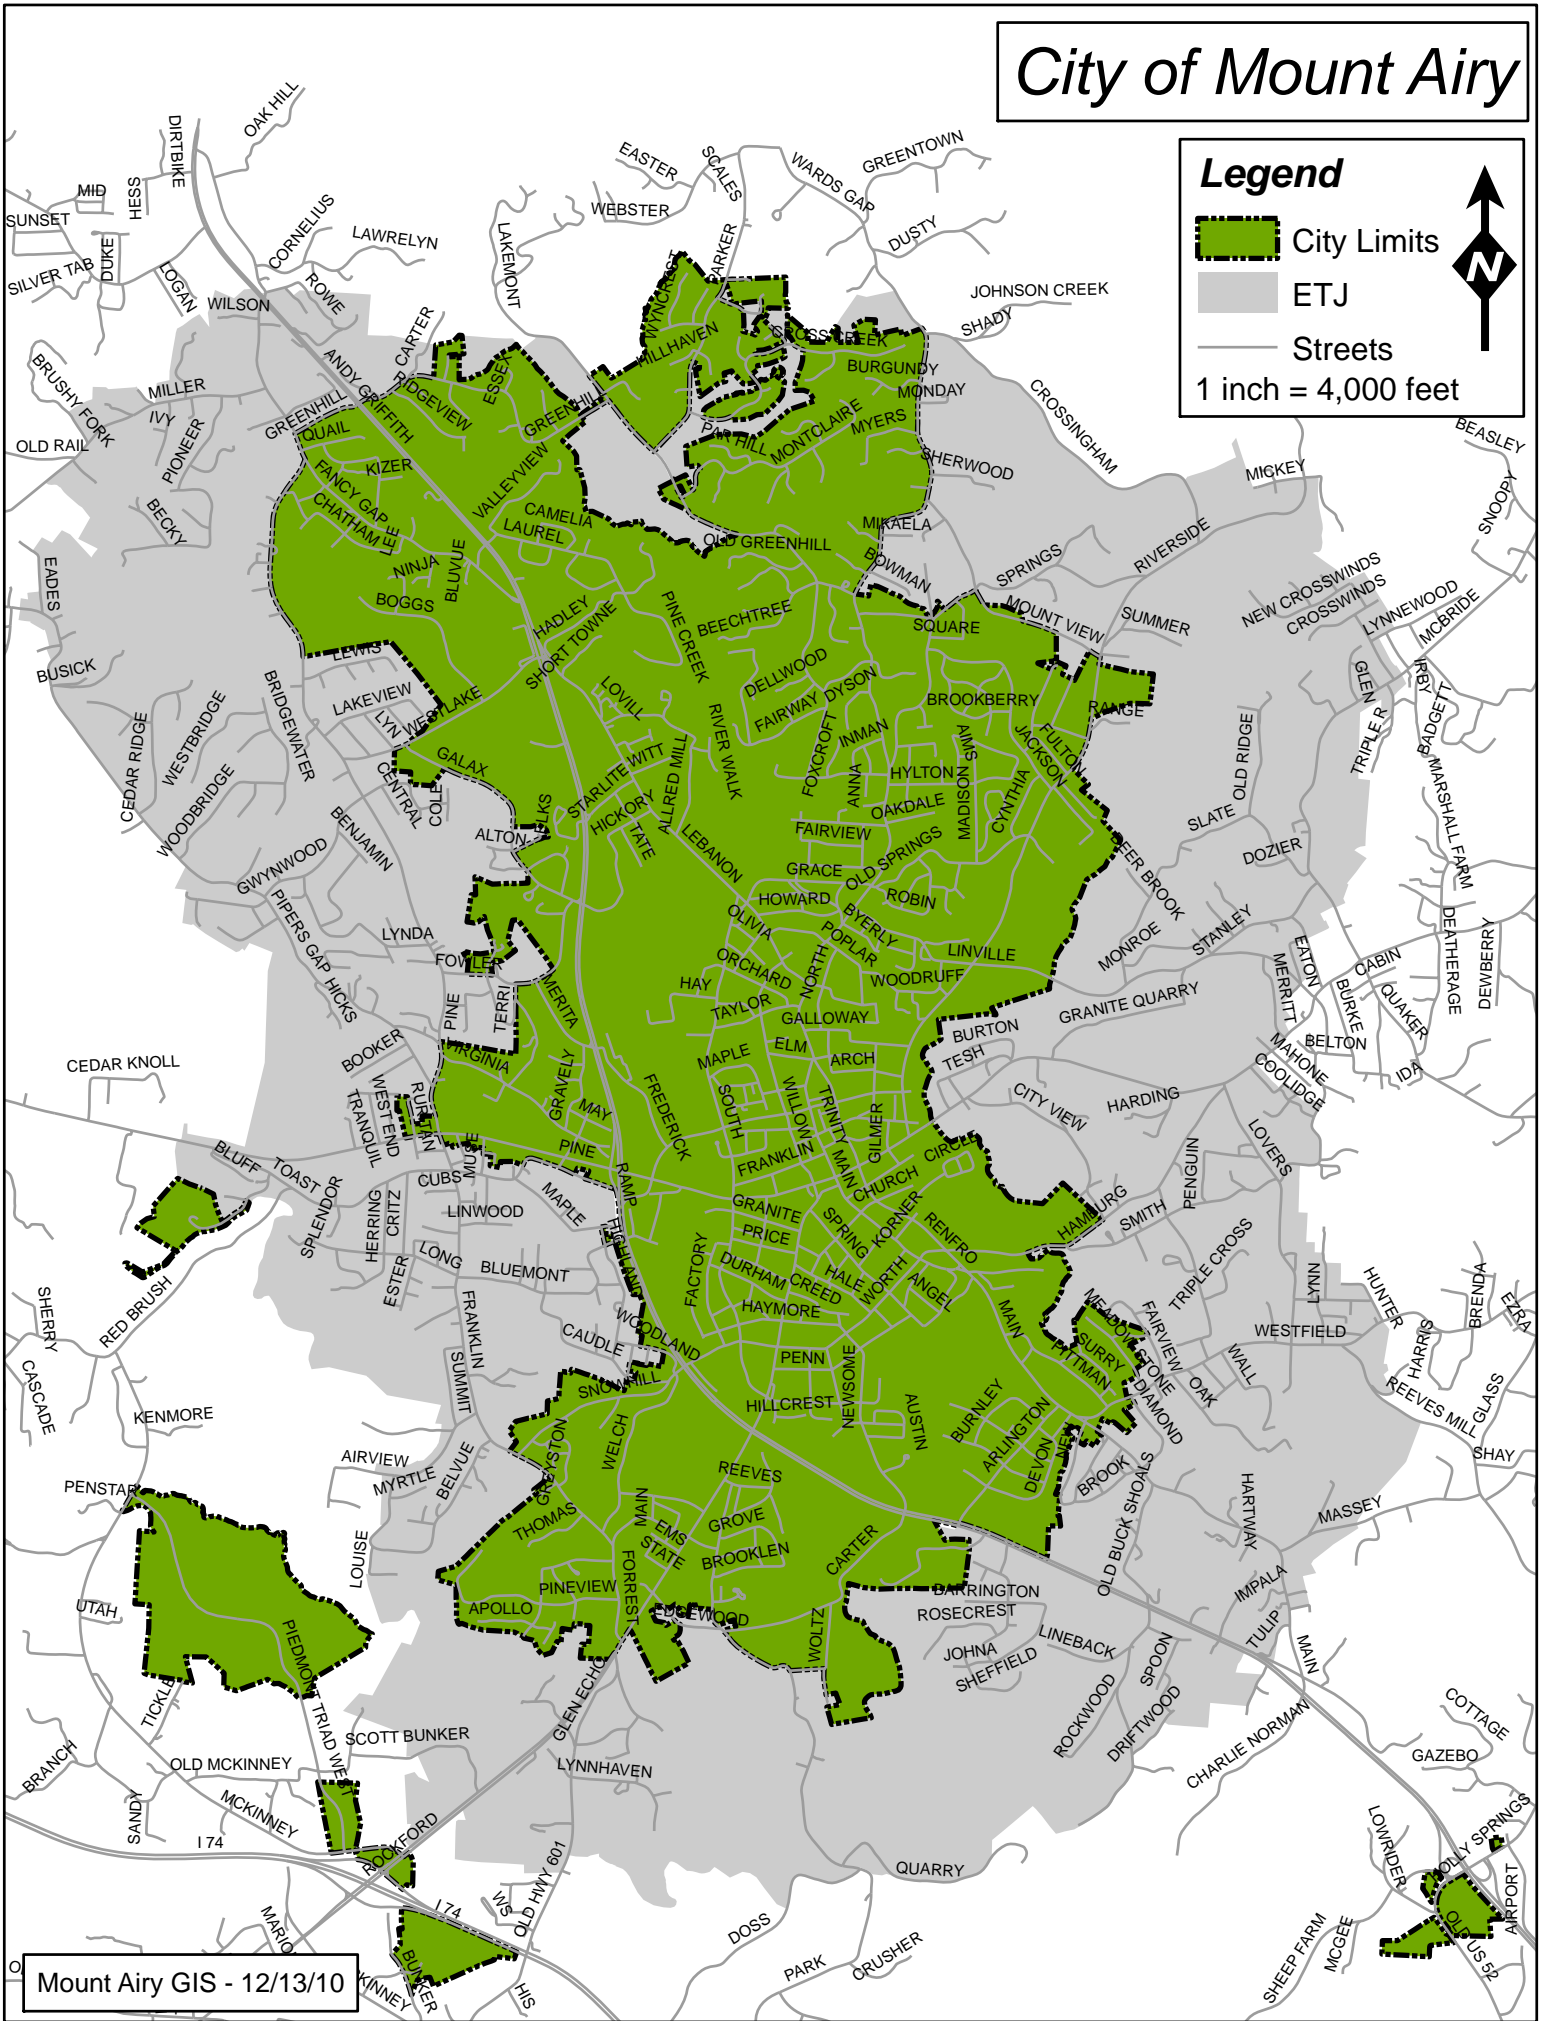 City of Mount Airy
Legend
City Limits
ETJ
Streets
1 inch = 4,000 feet
N
OAK HILL
DIRTBIKE
HESS
MID
SUNSET
DUKE
SILVER TAB
LOGAN
WILSON
CORNELIUS
LAWRELYN
ROWE
LAKEMONT
EASTER
SCALES
WEBSTER
WARDS GAP
GREENTOWN
DUSTY
PARKER
WYNCREST
HILLHAVEN
JOHNSON CREEK
SHADY
CROSS CREEK
BURGUNDY
MONDAY
CROSSINGHAM
CARTER
ANDY GRIFFITH
RIDGEVIEW
ESSEX
GREENHILL
BRUSHY FORK
MILLER
IVY
PIONEER
GREENHILL
QUAIL
OLD RAIL
PAR HILL
MONTCLAIRE
MYERS
SHERWOOD
BEASLEY
MICKEY
SNOOPY
KIZER
FANCY GAP
CHATHAM
LEE
VALLEYVIEW
CAMELIA
LAUREL
BECKY
MIKAELA
OLD GREENHILL
BOWMAN
SPRINGS
RIVERSIDE
NINJA
BLUVUE
BOGGS
EADES
HADLEY
SHORT TOWNE
PINE CREEK
BEECHTREE
SQUARE
MOUNT VIEW
SUMMER
NEW CROSSWINDS
CROSSWINDS
LYNNEWOOD
MCBRIDE
BUSICK
LEWIS
LAKEVIEW
LYN
WESTLAKE
BRIDGEWATER
WESTBRIDGE
CEDAR RIDGE
WOODBRIDGE
LOVILL
DELLWOOD
FAIRWAY
DYSON
BROOKBERRY
RANGE
GLEN
IRBY
BADGETT
TRIPLE R
OLD RIDGE
GALAX
CENTRAL
COLE
WITT
STARLITE
HICKORY
TATE
ALLRED MILL
RIVER WALK
FOXCROFT
INMAN
ANNA
HYLTON
AIMS
MADISON
OAKDALE
CYNTHIA
JACKSON
FULTON
MARSHALL FARM
SLATE
DOZIER
BENJAMIN
ALTON
ELKS
LEBANON
FAIRVIEW
GRACE
OLD SPRINGS
HOWARD
ROBIN
DEER BROOK
GWYNWOOD
PIPERS GAP
HICKS
LYNDA
FOWLER
OLIVIA
BYERLY
POPLAR
LINVILLE
WOODRUFF
ORCHARD
NORTH
HAY
TAYLOR
GALLOWAY
MONROE
STANLEY
EATON
MERRITT
CABIN
BURKE
QUAKER
DEATHERAGE
DEWBERRY
GRANITE QUARRY
BURTON
TESH
BELTON
MAHONE
COOLIDGE
IDA
PINE
TERRI
MERITA
VIRGINIA
GRAVELY
MAY
PINE
BOOKER
WEST END
TRANQUIL
RURITAN
MUSE
CEDAR KNOLL
BLUFF
TOAST
SPLENDOR
HERRING
CRITZ
CUBS
LINWOOD
MAPLE
HIGHLAND
RAMP
FREDERICK
MAPLE
ELM
ARCH
SOUTH
WILLOW
TRINITY
MAIN
GILMER
FRANKLIN
CHURCH
CIRCLE
CITY VIEW
HARDING
LOVERS
PENGUIN
HAMBURG
SMITH
GRANITE
PRICE
SPRING
KORNER
RENFRO
FACTORY
DURHAM
CREED
HALE
WORTH
ANGEL
HAYMORE
TRIPLE CROSS
LYNN
HUNTER
BRENDA
EZRA
WESTFIELD
HARRIS
SHERRY
RED BRUSH
CASCADE
LONG
ESTER
BLUEMONT
FRANKLIN
SUMMIT
CAUDLE
WOODLAND
SNOWHILL
PENN
NEWSOME
MAIN
MEADOWSTONE
SURRY
PITTMAN
FAIRVIEW
WALL
OAK
DIAMOND
REEVES MILL
GLASS
SHAY
KENMORE
HILLCREST
AUSTIN
BURNLEY
ARLINGTON
DEVON
NEW
BROOK
OLD BUCK SHOALS
HARTWAY
MASSEY
AIRVIEW
MYRTLE
BELVUE
WELCH
GREYSTON
THOMAS
REEVES
MAIN
EMS
STATE
GROVE
BROOKLEN
CARTER
PENSTAR
LOUISE
PINEVIEW
APOLLO
FORREST
EDGEWOOD
WOLTZ
BARRINGTON
ROSECREST
LINEBACK
IMPALA
TULIP
MAIN
UTAH
TICKLE
PIEDMONT TRIAD WEST
JOHNA
SHEFFIELD
SPOON
ROCKWOOD
DRIFTWOOD
CHARLIE NORMAN
COTTAGE
GAZEBO
GLEN ECHO
SCOTT BUNKER
OLD MCKINNEY
LYNNHAVEN
BRANCH
SANDY
MCKINNEY
ROCKFORD
I 74
I 74
OLD HWY 601
WS
QUARRY
LOWRIDER
HOLLY SPRINGS
AIRPORT
OLD US 52
MCGEE
SHEEP FARM
DOSS
PARK
CRUSHER
BUNKER
HIS
Mount Airy GIS - 12/13/10